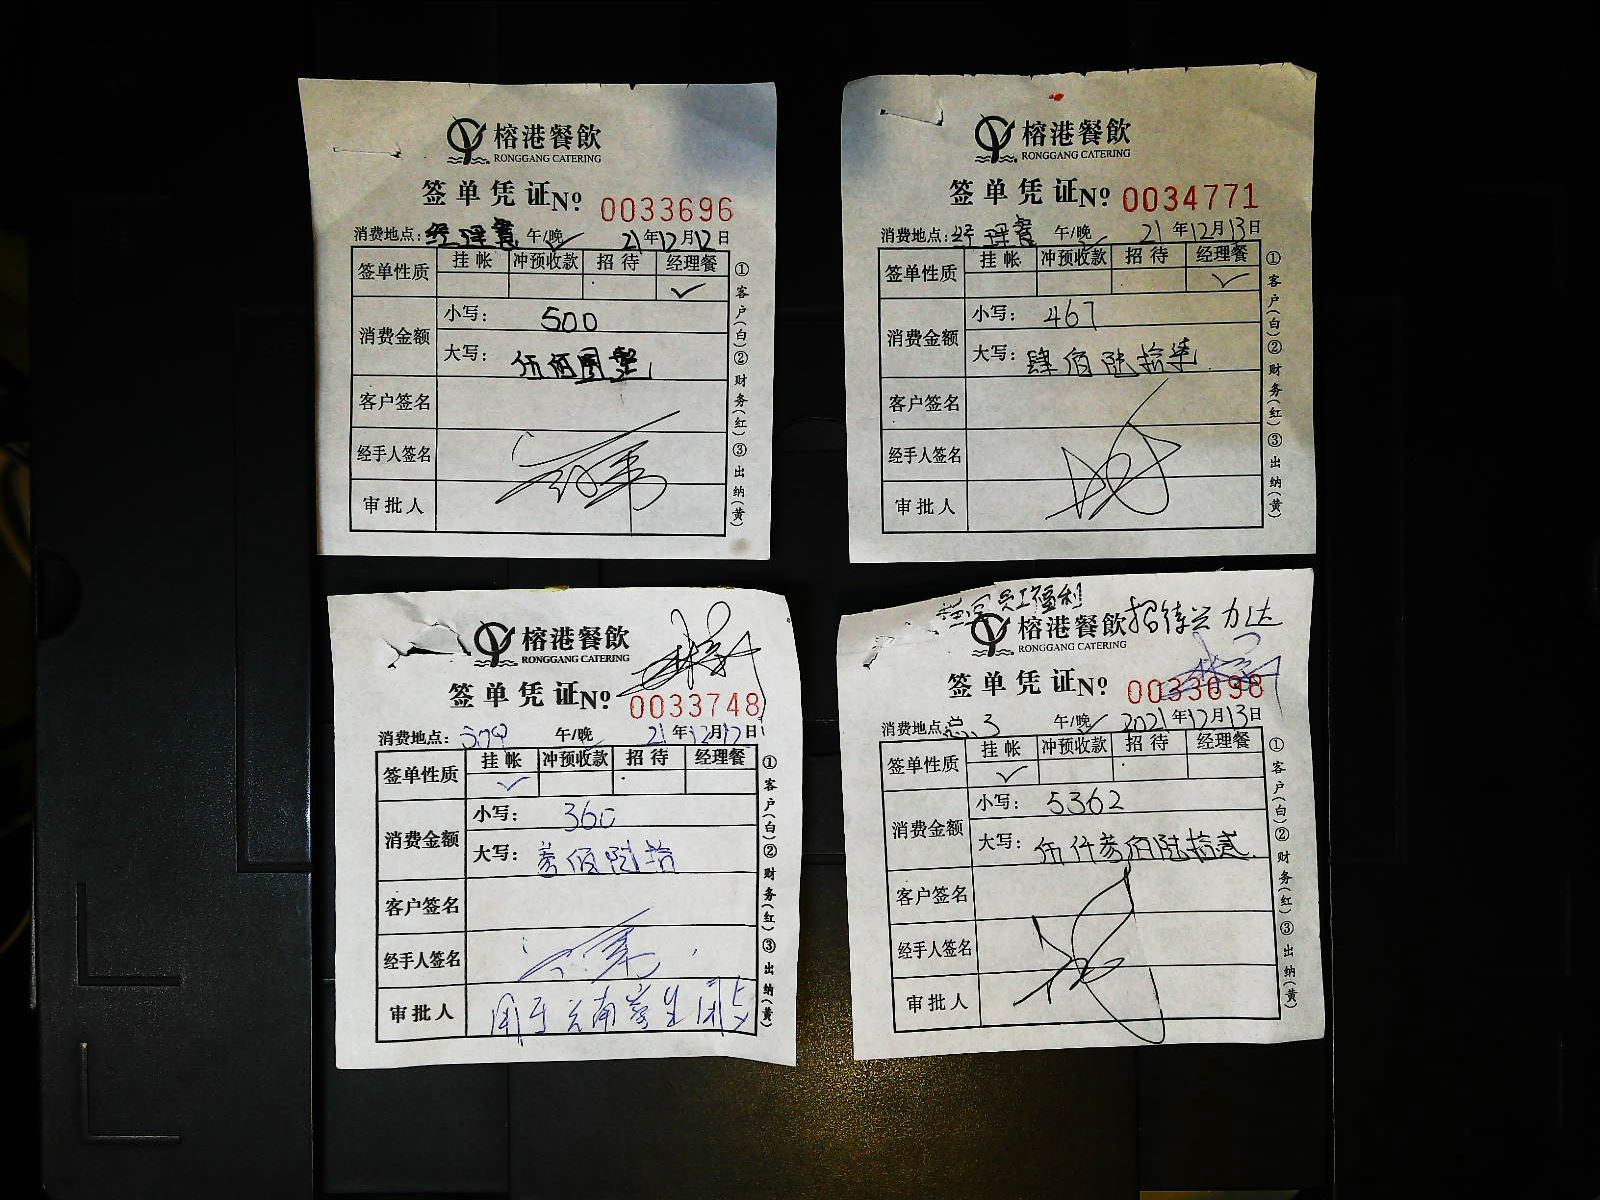 榕港餐飲
RONGGANG CATERING
签单凭证 Nº 0033696
消费地点：经理餐 午/晚 21年12月12日
签单性质 挂帐 冲预收款 招待 经理餐
✓
消费金额 小写：500
大写：伍佰圆整
客户签名
经手人签名
审批人
①客户(白)②财务(红)③出纳(黄)
榕港餐飲
RONGGANG CATERING
签单凭证 Nº 0034771
消费地点：经理餐 午/晚 21年12月13日
签单性质 挂帐 冲预收款 招待 经理餐
✓
消费金额 小写：467
大写：肆佰陆拾柒
客户签名
经手人签名
审批人
①客户(白)②财务(红)③出纳(黄)
榕港餐飲
RONGGANG CATERING
签单凭证 Nº 0033748
消费地点： 午/晚 21年12月12日
签单性质 挂帐 冲预收款 招待 经理餐
✓
消费金额 小写：360
大写：叁佰陆拾
客户签名
经手人签名
审批人 用于
①客户(白)②财务(红)③出纳(黄)
员工福利
招待兴力达
榕港餐飲
RONGGANG CATERING
签单凭证 Nº 0033698
消费地点 总.3 午/晚 2021年12月13日
签单性质 挂帐 冲预收款 招待 经理餐
✓
消费金额 小写：5362
大写：伍仟叁佰陆拾贰
客户签名
经手人签名
审批人
①客户(白)②财务(红)③出纳(黄)